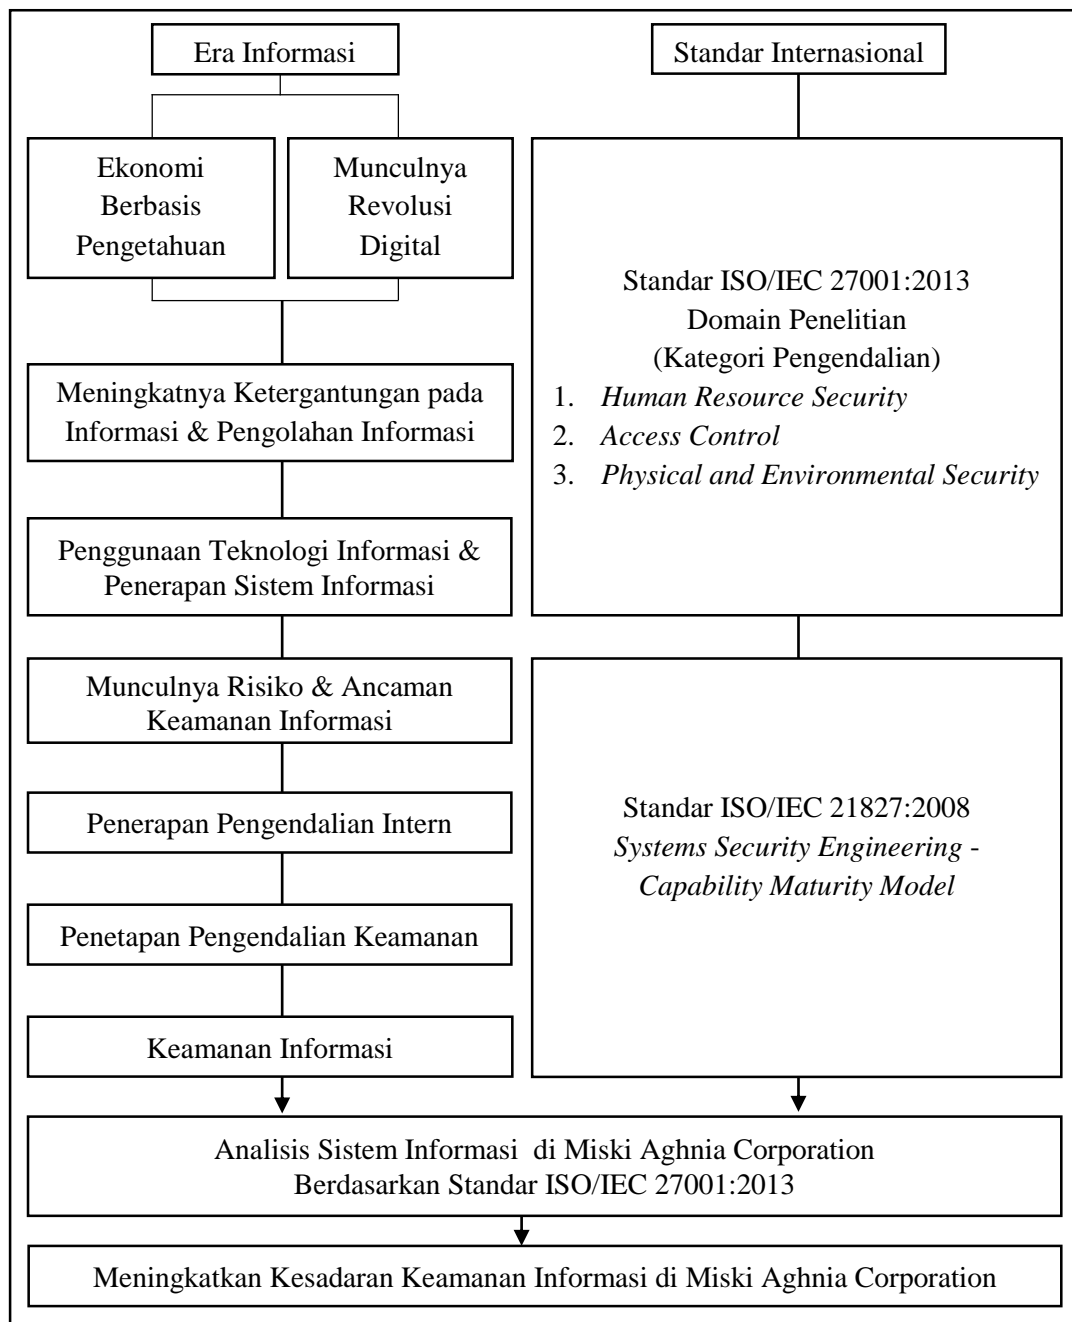 Era Informasi
Standar Internasional
Ekonomi
Berbasis
Pengetahuan
Munculnya
Revolusi
Digital
Meningkatnya Ketergantungan pada
Informasi & Pengolahan Informasi
Penggunaan Teknologi Informasi &
Penerapan Sistem Informasi
Munculnya Risiko & Ancaman
Keamanan Informasi
Penerapan Pengendalian Intern
Penetapan Pengendalian Keamanan
Keamanan Informasi
Standar ISO/IEC 27001:2013
Domain Penelitian
(Kategori Pengendalian)
1. Human Resource Security
2. Access Control
3. Physical and Environmental Security
Standar ISO/IEC 21827:2008
Systems Security Engineering -
Capability Maturity Model
Analisis Sistem Informasi di Miski Aghnia Corporation
Berdasarkan Standar ISO/IEC 27001:2013
Meningkatkan Kesadaran Keamanan Informasi di Miski Aghnia Corporation